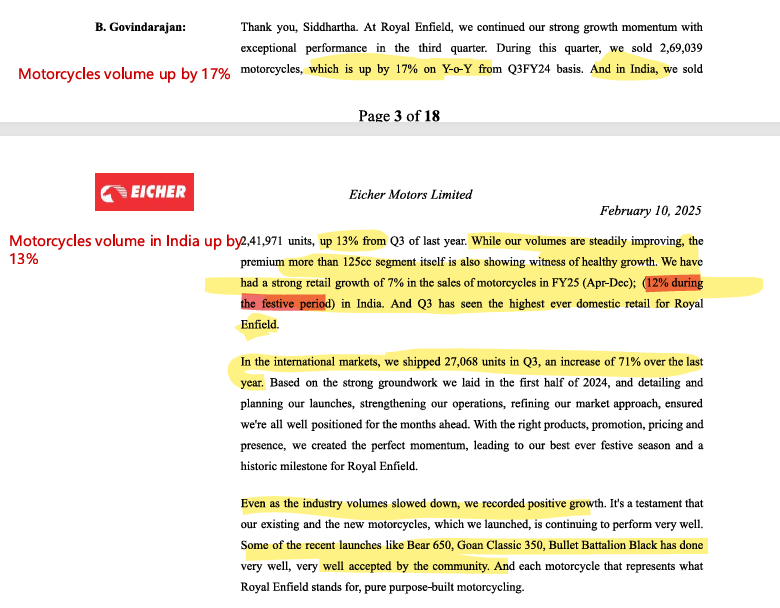 B. Govindarajan: Thank you, Siddhartha. At Royal Enfield, we continued our strong growth momentum with
exceptional performance in the third quarter. During this quarter, we sold 2,69,039
Motorcycles volume up by 17% motorcycles, which is up by 17% on Y-o-Y from Q3FY24 basis. And in India, we sold
Page 3 of 18
EICHER
Eicher Motors Limited
February 10, 2025
Motorcycles volume in India up by 2,41,971 units, up 13% from Q3 of last year. While our volumes are steadily improving, the
13%
premium more than 125cc segment itself is also showing witness of healthy growth. We have
had a strong retail growth of 7% in the sales of motorcycles in FY25 (Apr-Dec); (12% during
the festive period) in India. And Q3 has seen the highest ever domestic retail for Royal
Enfield.
In the international markets, we shipped 27,068 units in Q3, an increase of 71% over the last
year. Based on the strong groundwork we laid in the first half of 2024, and detailing and
planning our launches, strengthening our operations, refining our market approach, ensured
we're all well positioned for the months ahead. With the right products, promotion, pricing and
presence, we created the perfect momentum, leading to our best ever festive season and a
historic milestone for Royal Enfield.
Even as the industry volumes slowed down, we recorded positive growth. It's a testament that
our existing and the new motorcycles, which we launched, is continuing to perform very well.
Some of the recent launches like Bear 650, Goan Classic 350, Bullet Battalion Black has done
very well, very well accepted by the community. And each motorcycle that represents what
Royal Enfield stands for, pure purpose-built motorcycling.